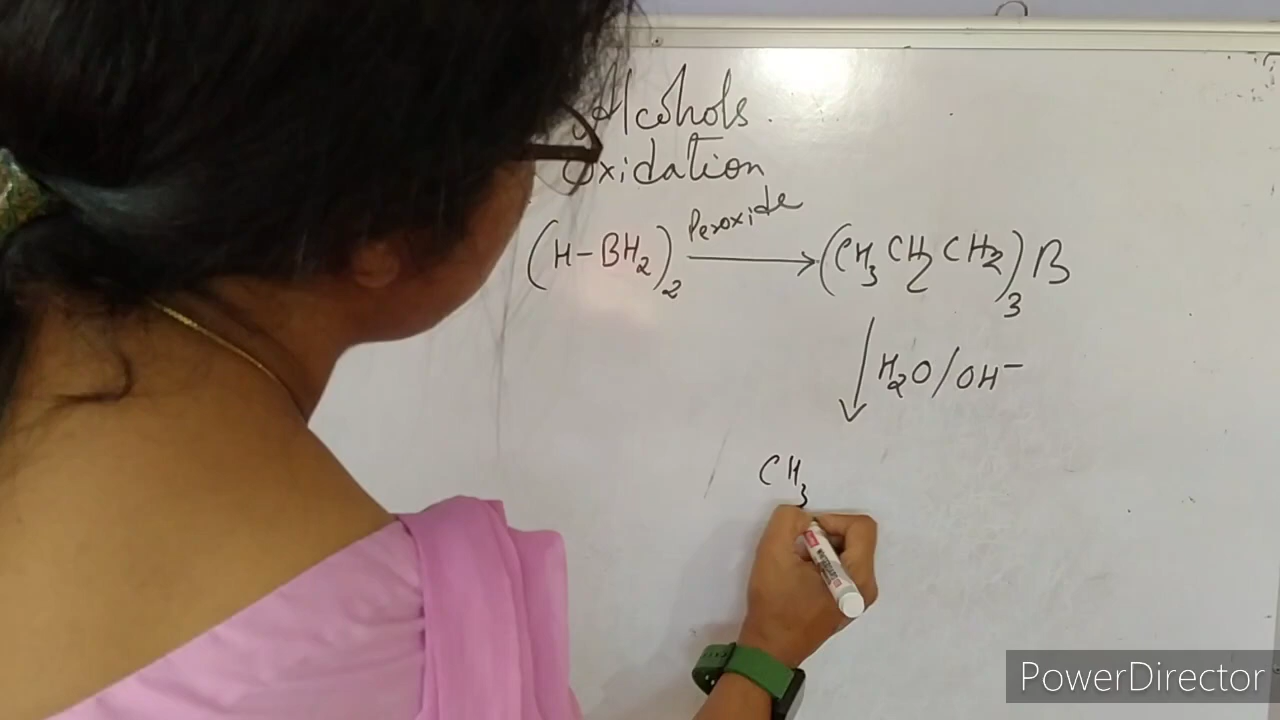 Alcohols
oxidation
(H-BH2)2 Peroxide (CH3CH2CH2)3B
H2O/OH-
CH3
PowerDirector